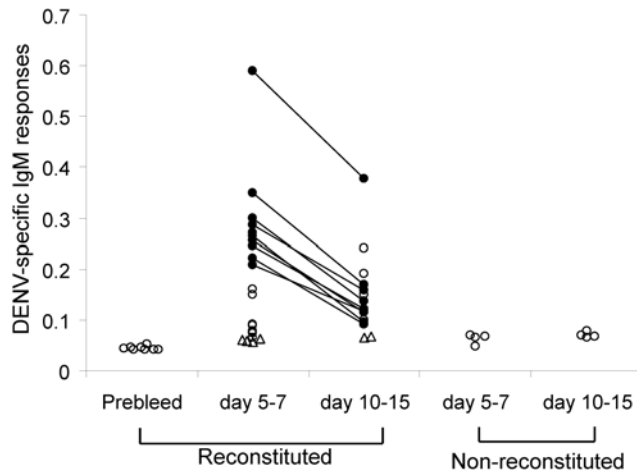 DENV-specific IgM responses
0.7
0.6
0.5
0.4
0.3
0.2
0.1
0
Prebleed day 5-7 day 10-15 day 5-7 day 10-15
Reconstituted Non-reconstituted